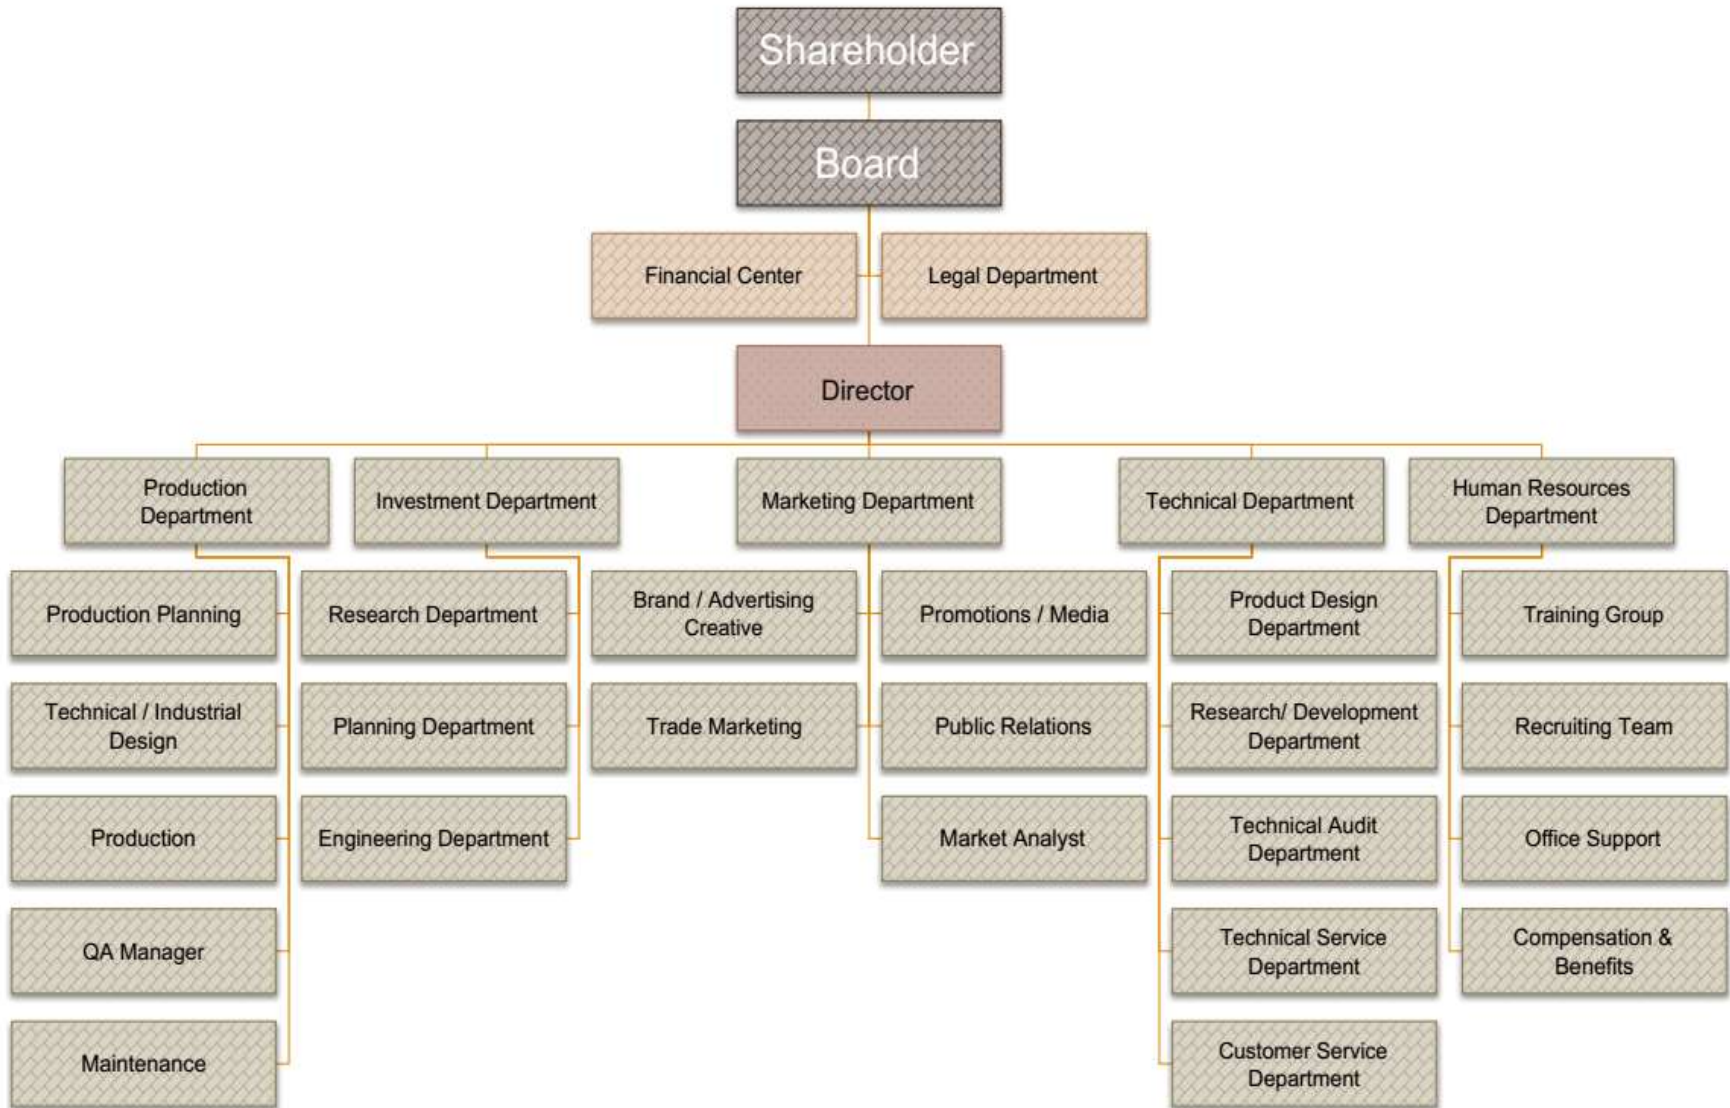 Shareholder
Board
Financial Center
Legal Department
Director
Production
Department
Investment Department
Marketing Department
Technical Department
Human Resources
Department
Production Planning
Technical / Industrial
Design
Production
QA Manager
Maintenance
Research Department
Planning Department
Engineering Department
Brand / Advertising
Creative
Trade Marketing
Promotions / Media
Public Relations
Market Analyst
Product Design
Department
Research/ Development
Department
Technical Audit
Department
Technical Service
Department
Customer Service
Department
Training Group
Recruiting Team
Office Support
Compensation &
Benefits